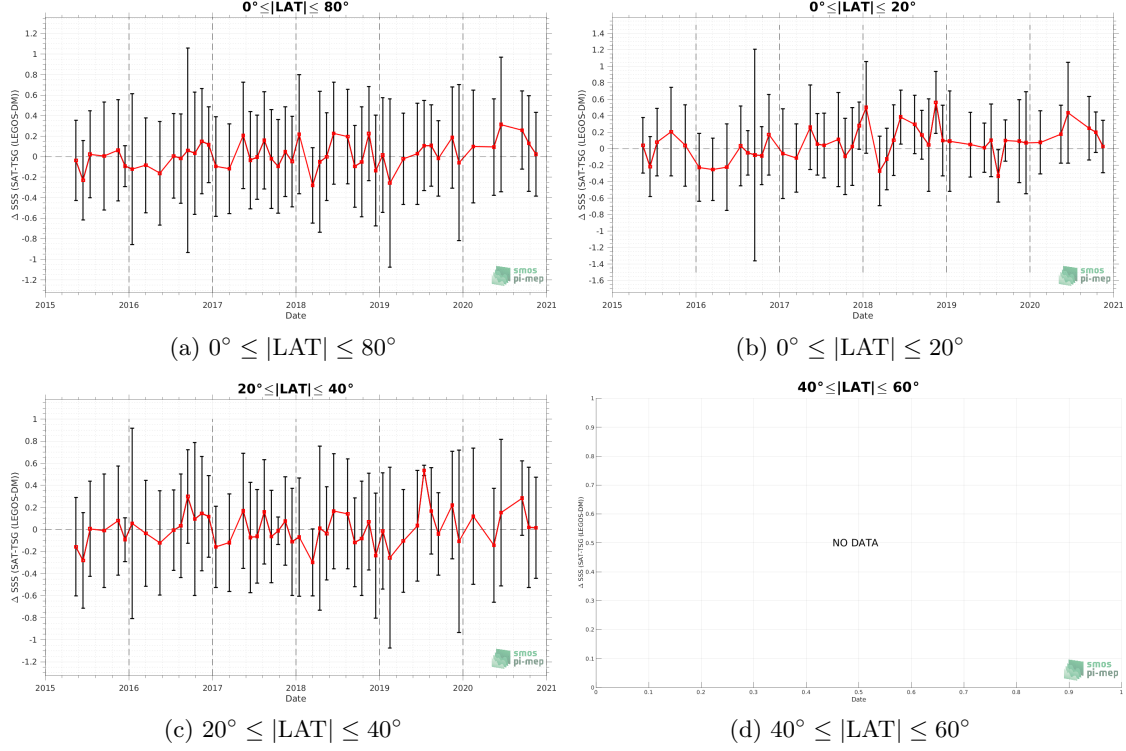 0°≤|LAT|≤ 80°
Δ SSS (SAT-TSG (LEGOS-DM))
1.2
1
0.8
0.6
0.4
0.2
0
-0.2
-0.4
-0.6
-0.8
-1
-1.2
2015 2016 2017 2018 2019 2020 2021
Date
smos
pi-mep
(a) 0° ≤ |LAT| ≤ 80°
0°≤|LAT|≤ 20°
Δ SSS (SAT-TSG (LEGOS-DM))
1.4
1.2
1
0.8
0.6
0.4
0.2
0
-0.2
-0.4
-0.6
-0.8
-1
-1.2
-1.4
-1.6
2015 2016 2017 2018 2019 2020 2021
Date
smos
pi-mep
(b) 0° ≤ |LAT| ≤ 20°
20°≤|LAT|≤ 40°
Δ SSS (SAT-TSG (LEGOS-DM))
1
0.8
0.6
0.4
0.2
0
-0.2
-0.4
-0.6
-0.8
-1
-1.2
2015 2016 2017 2018 2019 2020 2021
Date
smos
pi-mep
(c) 20° ≤ |LAT| ≤ 40°
40°≤|LAT|≤ 60°
Δ SSS (SAT-TSG (LEGOS-DM))
1
0.9
0.8
0.7
0.6
0.5
0.4
0.3
0.2
0.1
0
NO DATA
0 0.1 0.2 0.3 0.4 0.5 0.6 0.7 0.8 0.9 1
Date
smos
pi-mep
(d) 40° ≤ |LAT| ≤ 60°